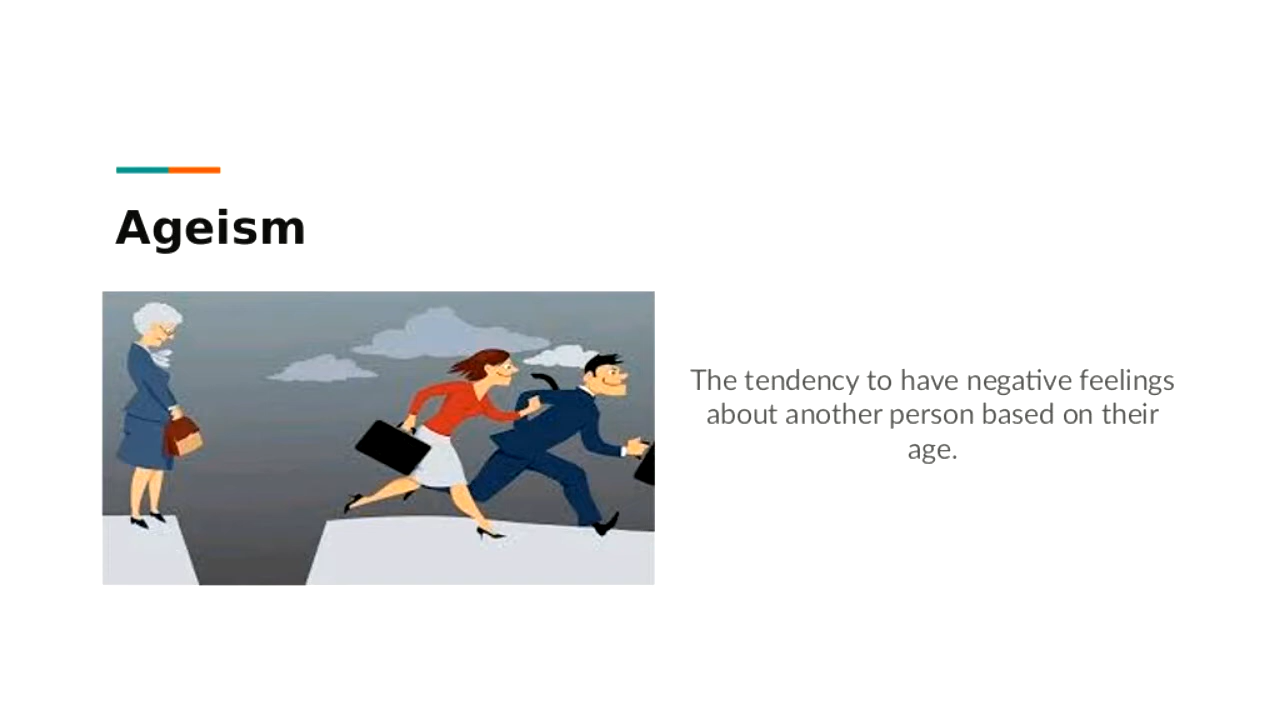 Ageism
The tendency to have negative feelings
about another person based on their
age.